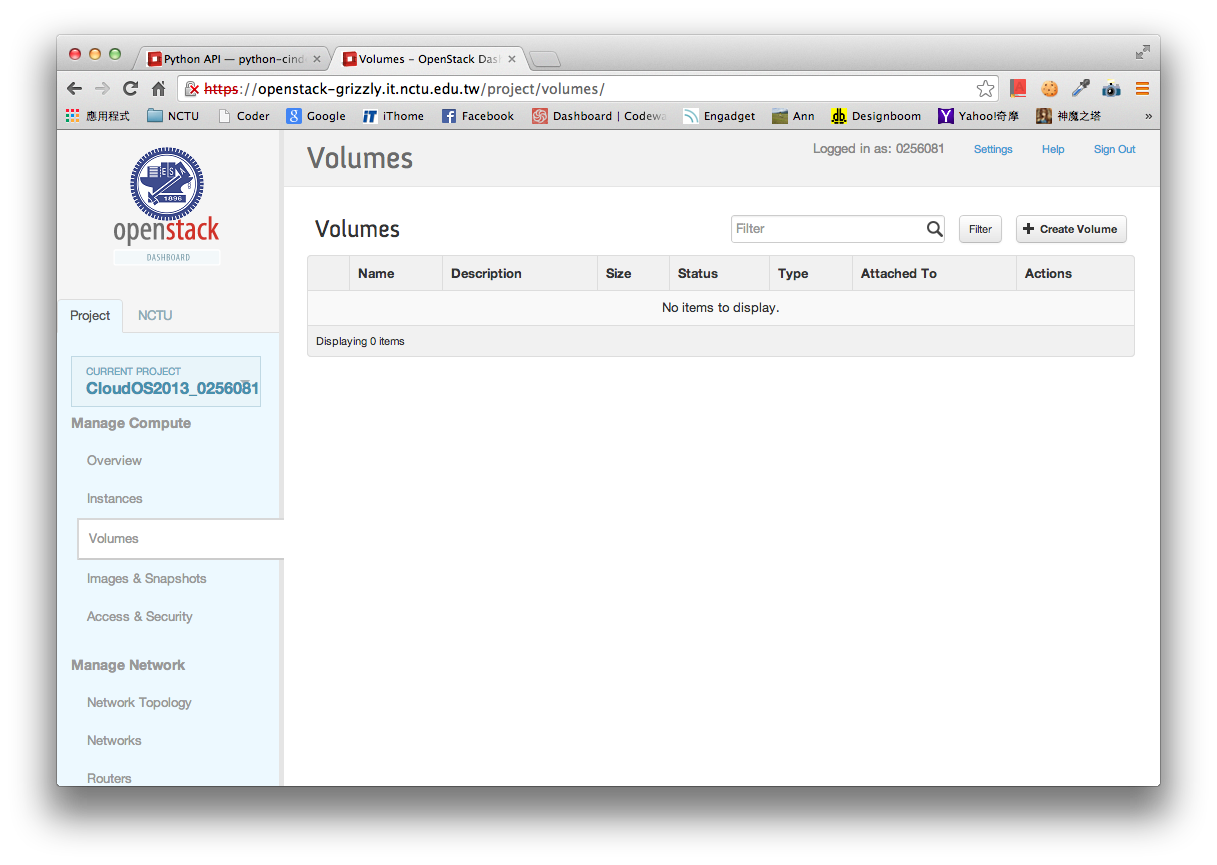 Python API — python-cind
Volumes - OpenStack Das
https://openstack-grizzly.it.nctu.edu.tw/project/volumes/
應用程式 NCTU Coder Google iThome Facebook Dashboard | Codewa Engadget Ann Designboom Yahoo!奇摩 神魔之塔 »
ES
1896
openstack
DASHBOARD
Volumes
Logged in as: 0256081 Settings Help Sign Out
Project NCTU
CURRENT PROJECT
CloudOS2013_0256081
Manage Compute
Overview
Instances
Volumes
Images & Snapshots
Access & Security
Manage Network
Network Topology
Networks
Routers
Volumes
Filter Filter + Create Volume
Name Description Size Status Type Attached To Actions
No items to display.
Displaying 0 items